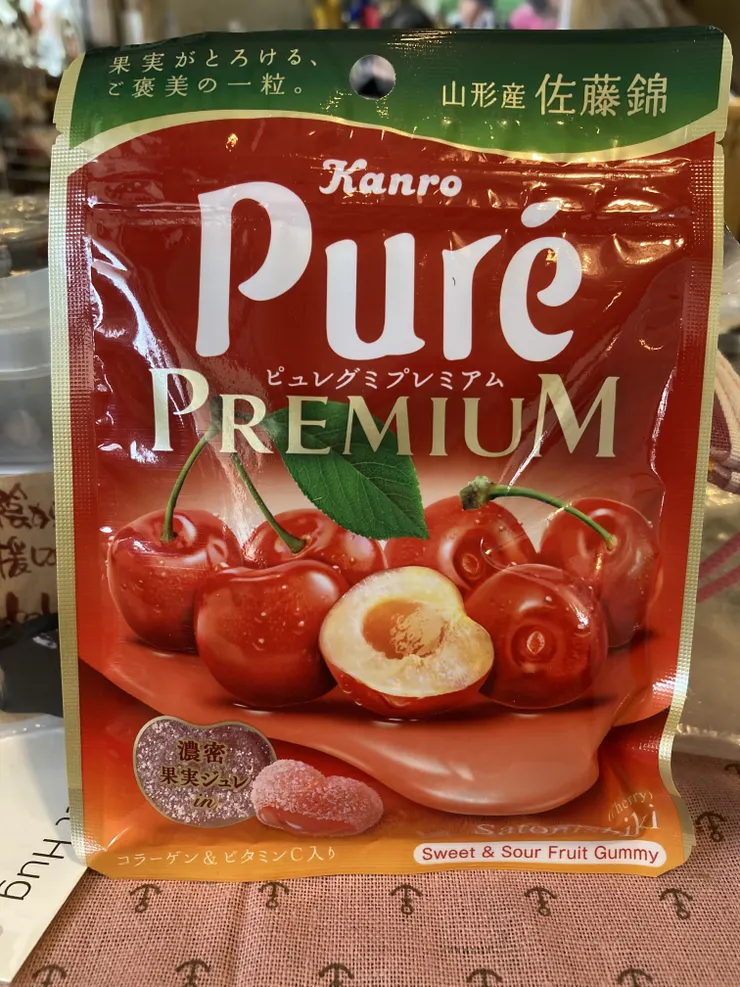 果実がとろける、
ご褒美の一粒。
山形産 佐藤錦
Kanro
Puré
ピュレグミプレミアム
PREMIUM
濃密
果実ジュレ
in
コラーゲン&ビタミンC入り
Sweet & Sour Fruit Gummy
Hug